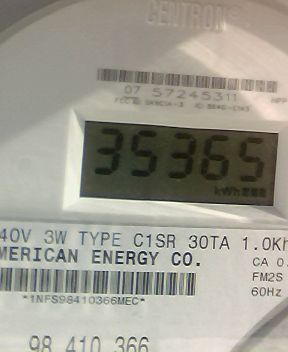 CENTRON®
07 57245311
35365
kWh
40V 3W TYPE C1SR 30TA 1.0Kh
MERICAN ENERGY CO.
CA 0.
FM2S
60Hz
*1NFS98410366MEC*
98 410 366